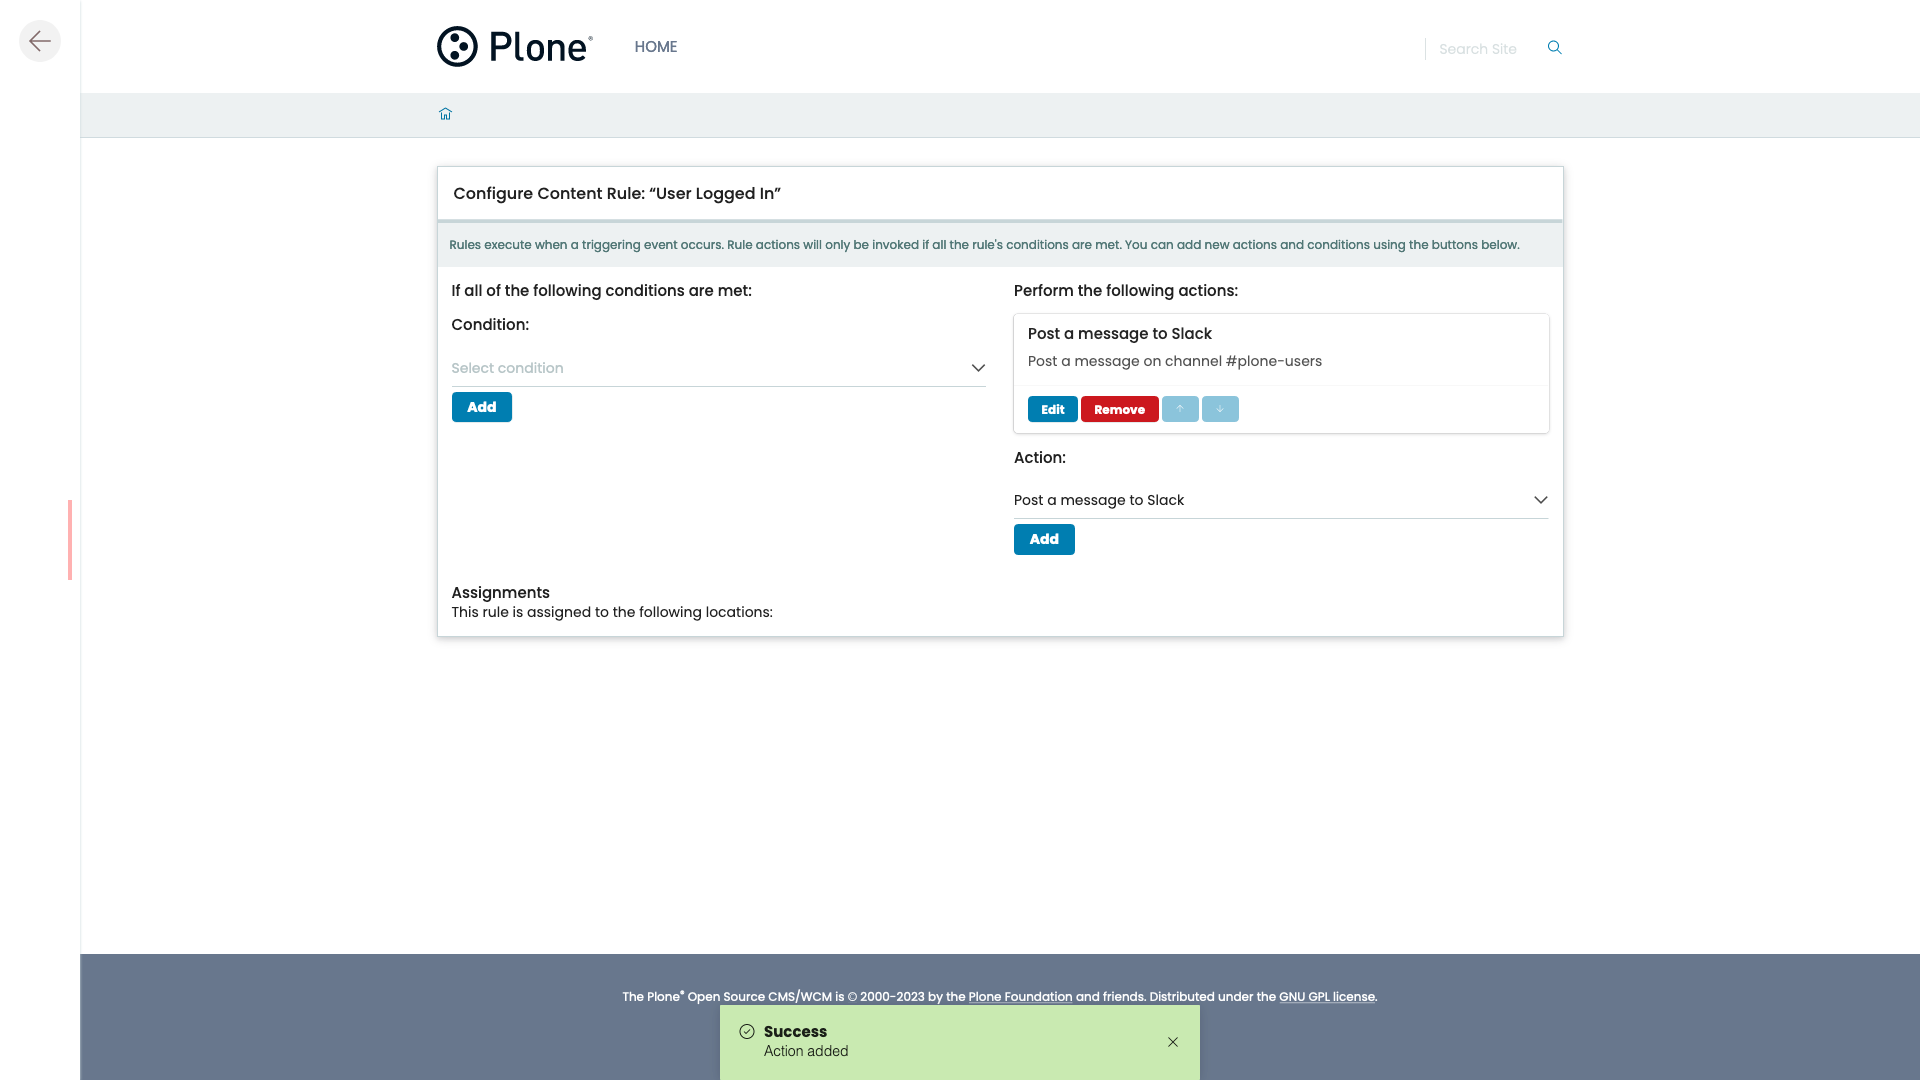 Plone®
HOME
Search Site
Configure Content Rule: “User Logged In”
Rules execute when a triggering event occurs. Rule actions will only be invoked if all the rule's conditions are met. You can add new actions and conditions using the buttons below.
If all of the following conditions are met:
Condition:
Select condition
Add
Perform the following actions:
Post a message to Slack
Post a message on channel #plone-users
Edit Remove
Action:
Post a message to Slack
Add
Assignments
This rule is assigned to the following locations:
The Plone® Open Source CMS/WCM is © 2000-2023 by the Plone Foundation and friends. Distributed under the GNU GPL license.
Success
Action added